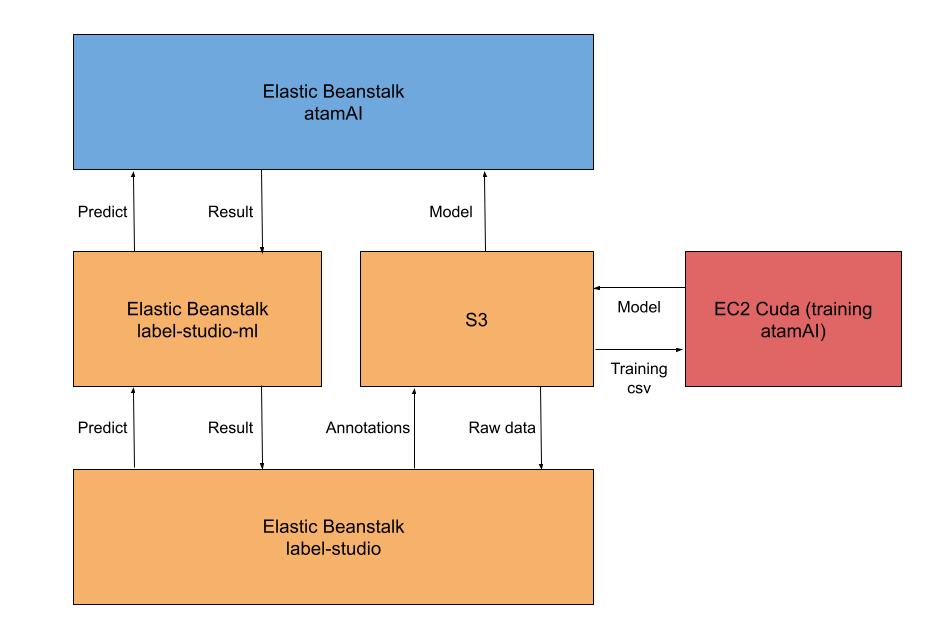 Elastic Beanstalk
atamAI
Predict
Result
Model
Elastic Beanstalk
label-studio-ml
S3
Model
EC2 Cuda (training
atamAI)
Training
csv
Predict
Result
Annotations
Raw data
Elastic Beanstalk
label-studio